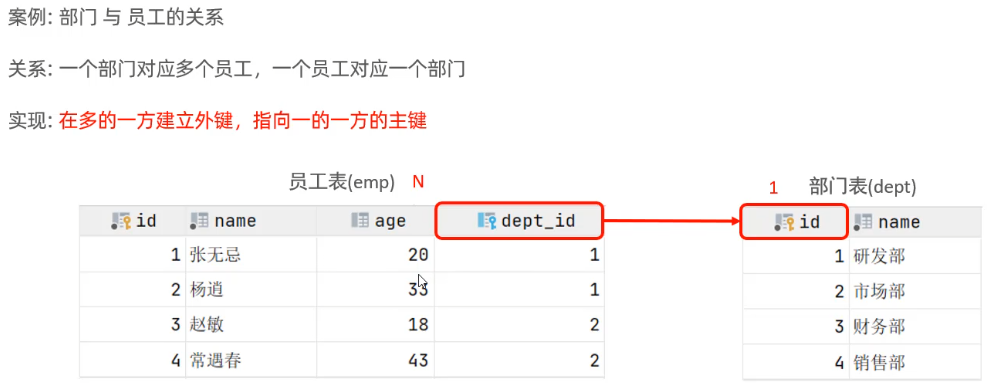 案例: 部门 与 员工的关系
关系: 一个部门对应多个员工，一个员工对应一个部门
实现: 在多的一方建立外键，指向一的一方的主键
员工表(emp) N
id name age dept_id
1 张无忌 20 1
2 杨逍 33 1
3 赵敏 18 2
4 常遇春 43 2
1 部门表(dept)
id name
1 研发部
2 市场部
3 财务部
4 销售部